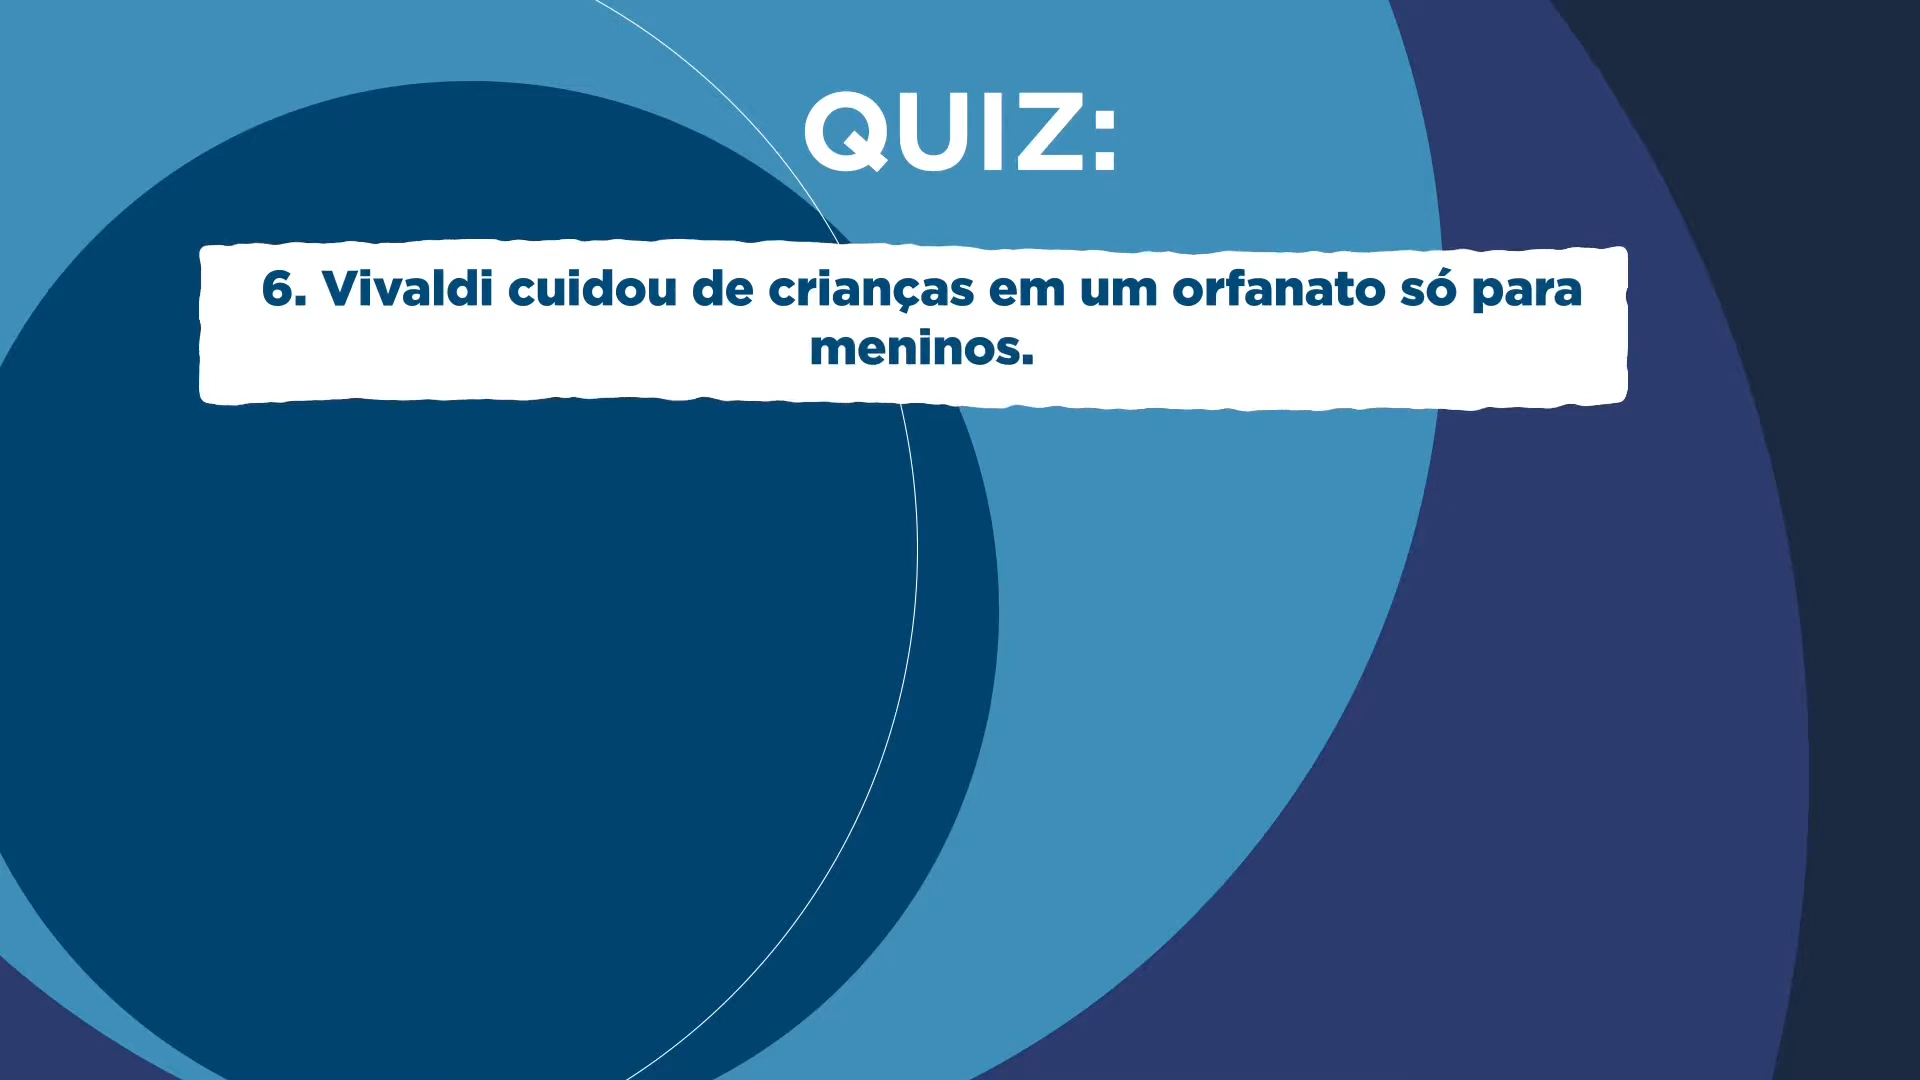 QUIZ:
6. Vivaldi cuidou de crianças em um orfanato só para
meninos.